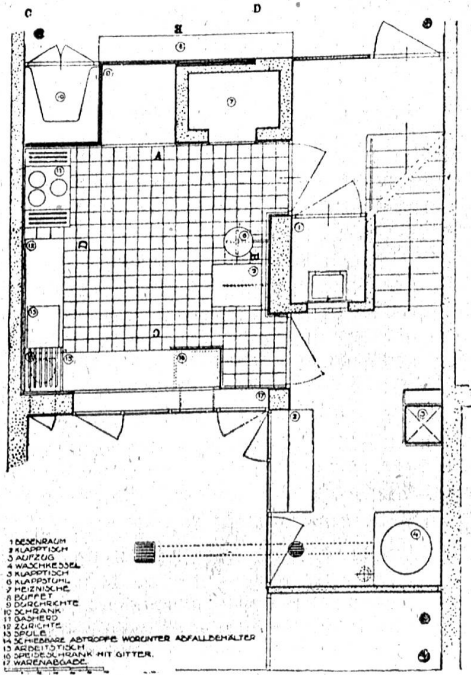 C
D
B
A
D
B
C
1 BESENRAUM
2 KLAPPTISCH
3 AUFZUG
4 WASCHKESSEL
5 KLAPPTISCH
6 KLAPPSTUHL
7 HEIZNISCHE
8 BÜFFET
9 DURCHRICHTE
10 SCHRANK
11 GASHERD
12 ZURICHTE
13 SPÜLE
14 SCHIEBBARE ABTROPFE WORUNTER ABFALLBEHÄLTER
15 ARBEITSTISCH
16 SPEISESCHRANK MIT GITTER.
17 WARENABGABE